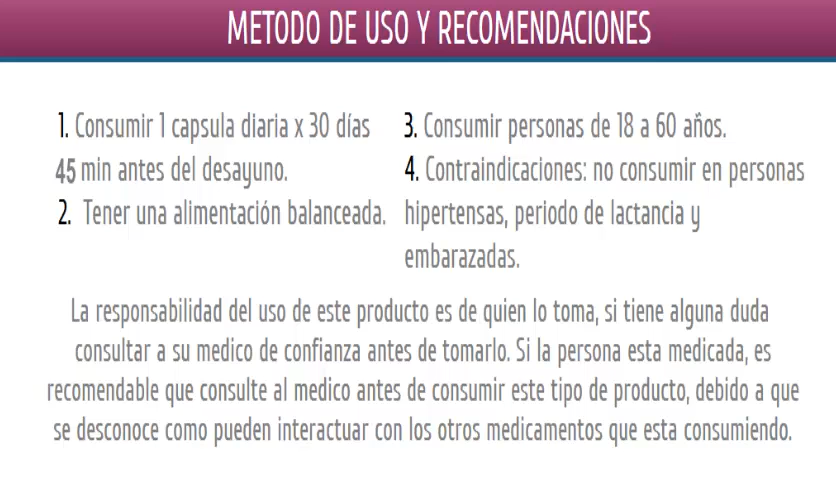 METODO DE USO Y RECOMENDACIONES
1. Consumir 1 capsula diaria x 30 días
45 min antes del desayuno.
2. Tener una alimentación balanceada.
3. Consumir personas de 18 a 60 años.
4. Contraindicaciones: no consumir en personas
hipertensas, periodo de lactancia y
embarazadas.
La responsabilidad del uso de este producto es de quien lo toma, si tiene alguna duda
consultar a su medico de confianza antes de tomarlo. Si la persona esta medicada, es
recomendable que consulte al medico antes de consumir este tipo de producto, debido a que
se desconoce como pueden interactuar con los otros medicamentos que esta consumiendo.